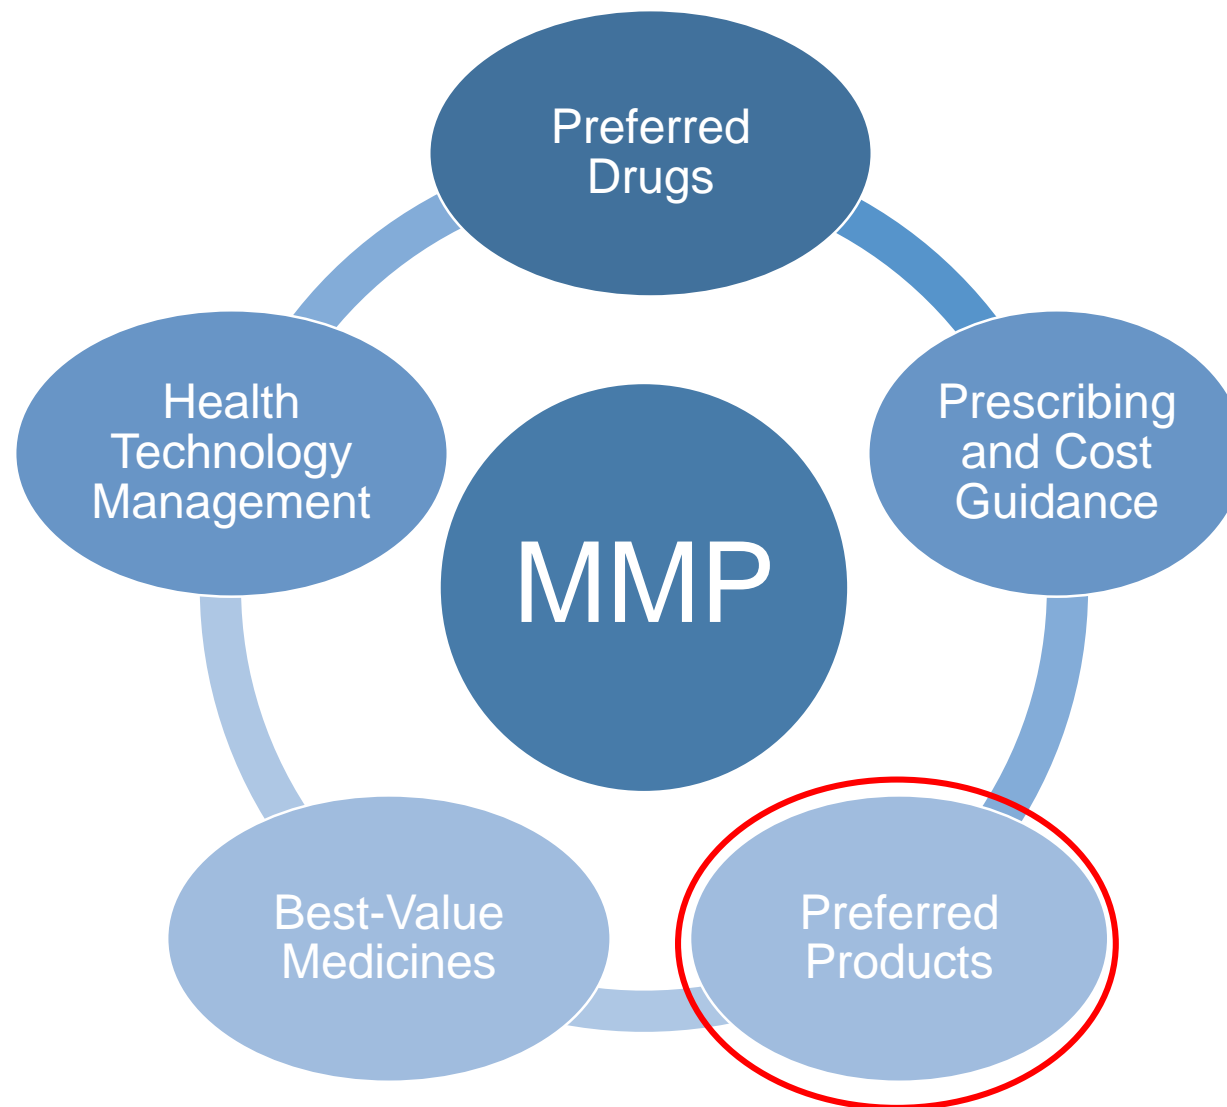 Preferred
Drugs
Prescribing
and Cost
Guidance
Preferred
Products
Best-Value
Medicines
Health
Technology
Management
MMP